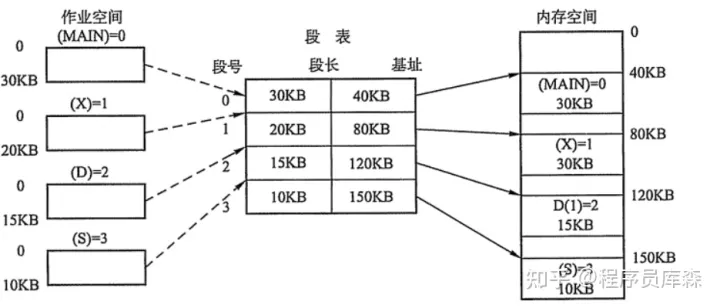 作业空间
(MAIN)=0
0
30KB
(X)=1
0
20KB
(D)=2
0
15KB
(S)=3
0
10KB
段 表
段号 段长 基址
0 30KB 40KB
1 20KB 80KB
2 15KB 120KB
3 10KB 150KB
内存空间
0
40KB
(MAIN)=0
30KB
80KB
(X)=1
30KB
120KB
D(1)=2
15KB
150KB
(S)=3
10KB
知乎 @程序员库森